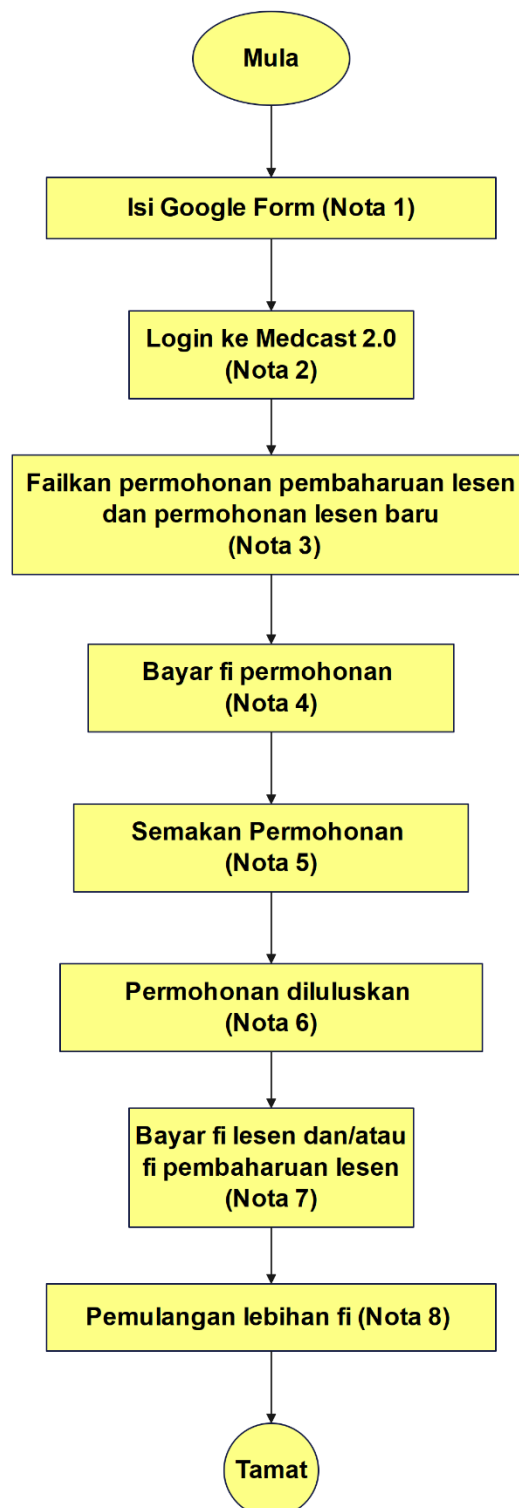 Mula
Isi Google Form (Nota 1)
Login ke Medcast 2.0
(Nota 2)
Failkan permohonan pembaharuan lesen
dan permohonan lesen baru
(Nota 3)
Bayar fi permohonan
(Nota 4)
Semakan Permohonan
(Nota 5)
Permohonan diluluskan
(Nota 6)
Bayar fi lesen dan/atau
fi pembaharuan lesen
(Nota 7)
Pemulangan lebihan fi (Nota 8)
Tamat